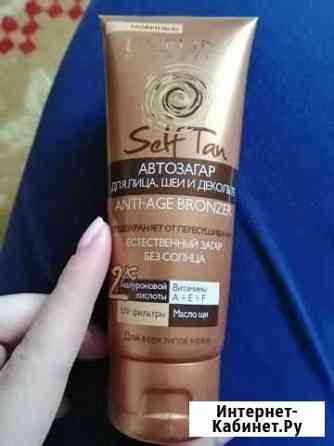 Self Tan
АВТОЗАГАР
ДЛЯ ЛИЦА, ШЕИ И ДЕКОЛЬТЕ
ANTI-AGE BRONZER
ПРЕДОХРАНЯЕТ ОТ ПЕРЕСУШИВАНИЯ
ЕСТЕСТВЕННЫЙ ЗАГАР
БЕЗ СОЛНЦА
2х
Гиалуроновой кислоты
Витамины
A+E+F
UV фильтры
Масло ши
Для всех типов кожи
Интернет-
Кабинет.Ру